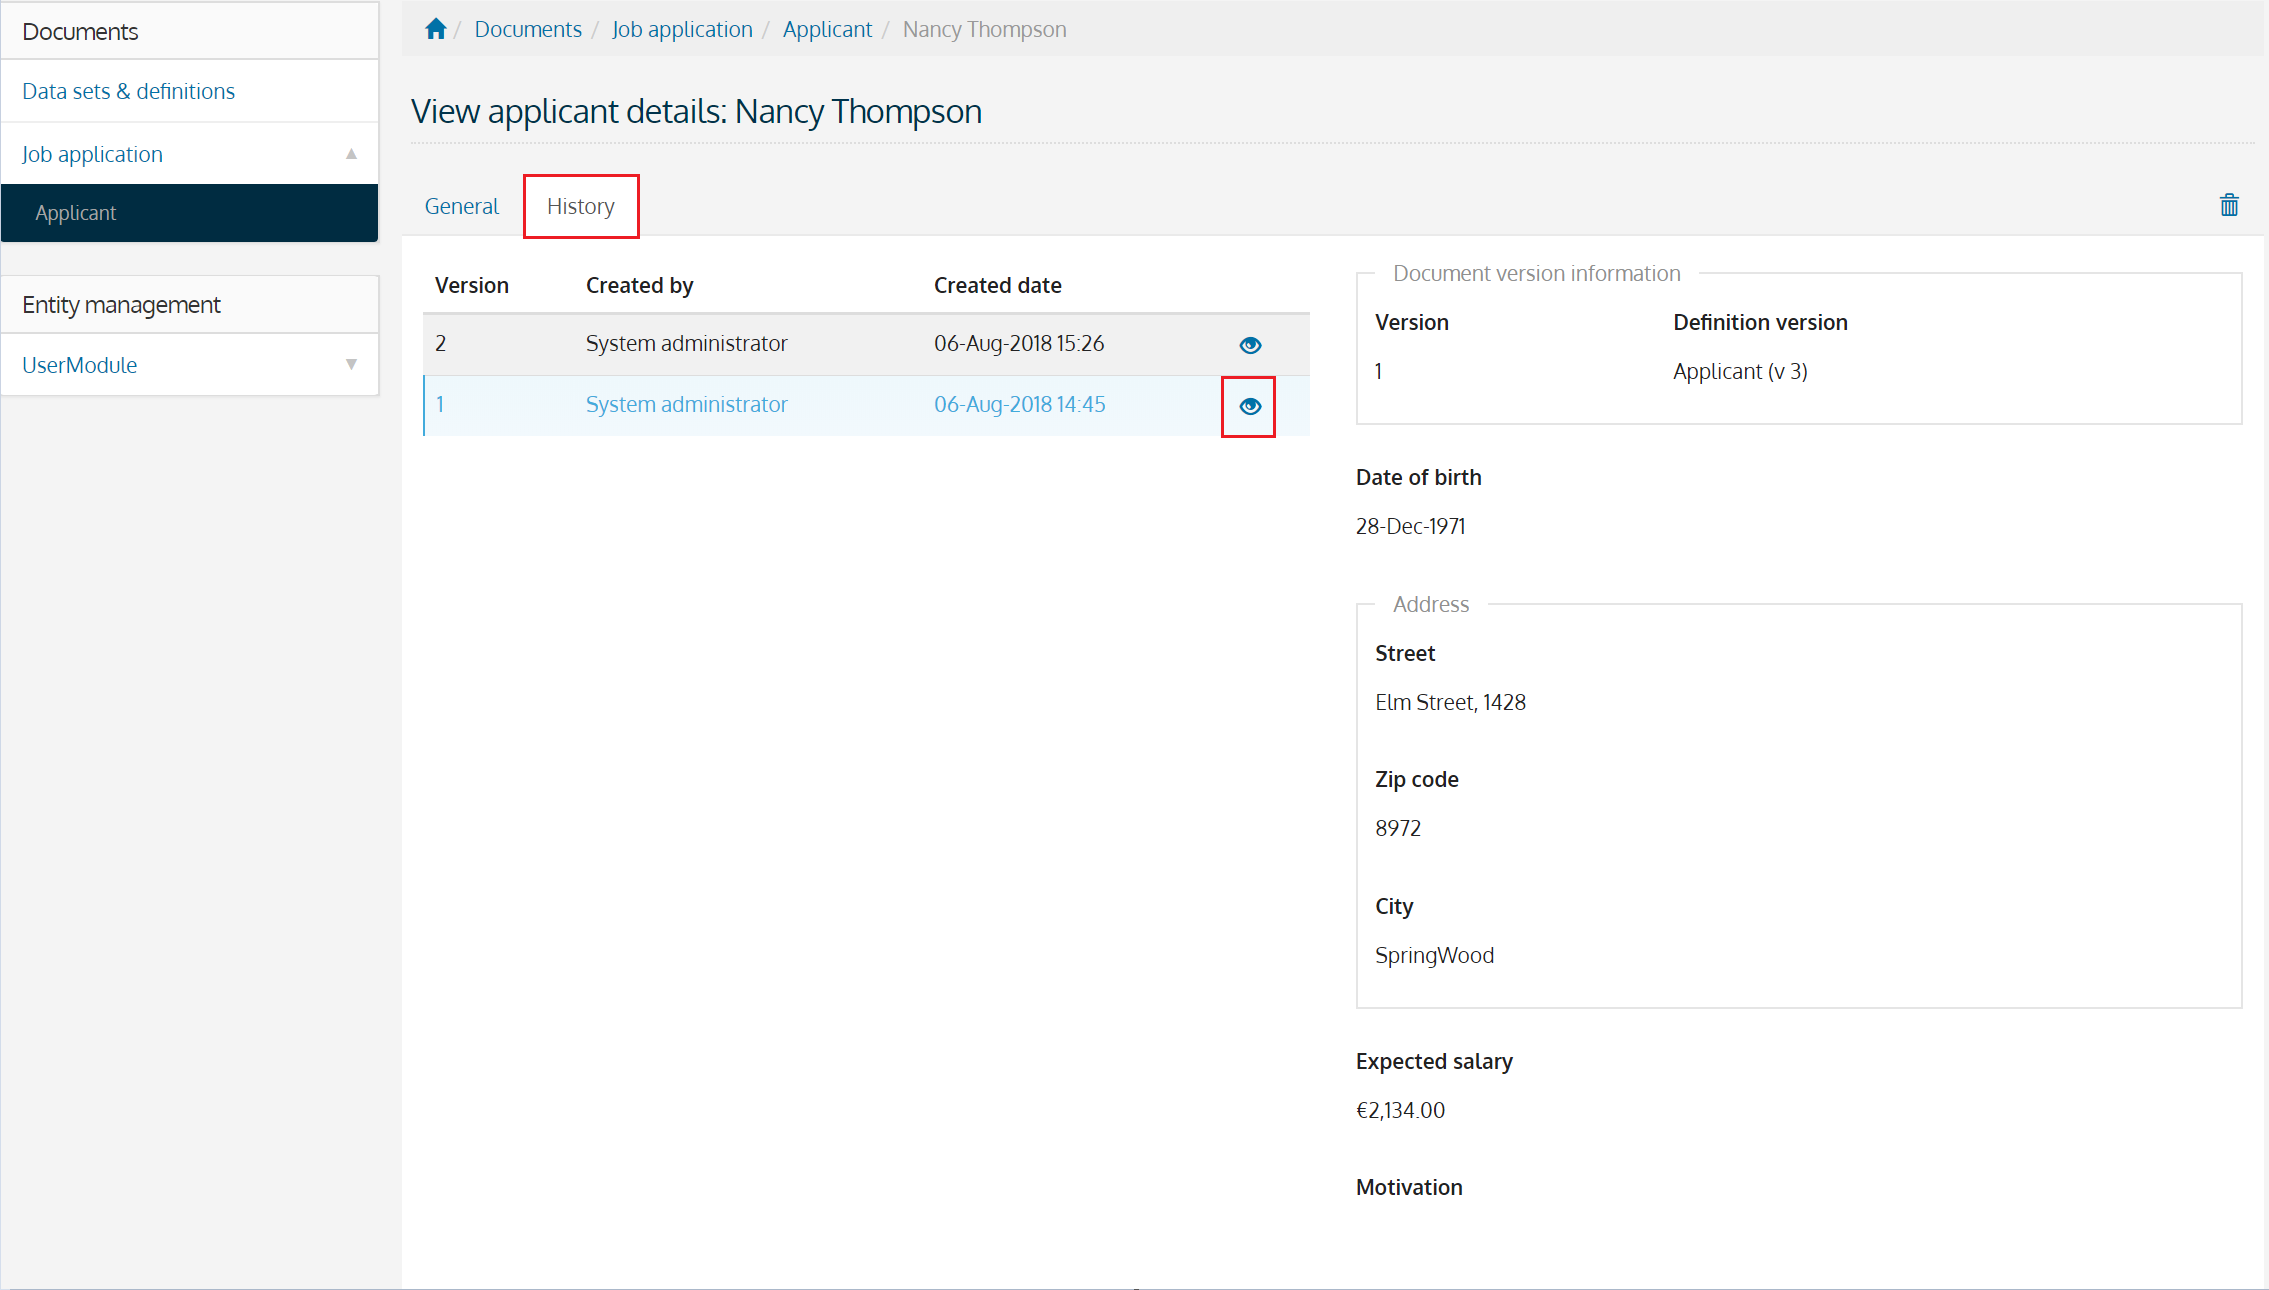 Documents
Data sets & definitions
Job application
Applicant
Entity management
UserModule
/ Documents / Job application / Applicant / Nancy Thompson
View applicant details: Nancy Thompson
General History
Version Created by Created date
2 System administrator 06-Aug-2018 15:26
1 System administrator 06-Aug-2018 14:45
Document version information
Version Definition version
1 Applicant (v 3)
Date of birth
28-Dec-1971
Address
Street
Elm Street, 1428
Zip code
8972
City
SpringWood
Expected salary
€2,134.00
Motivation